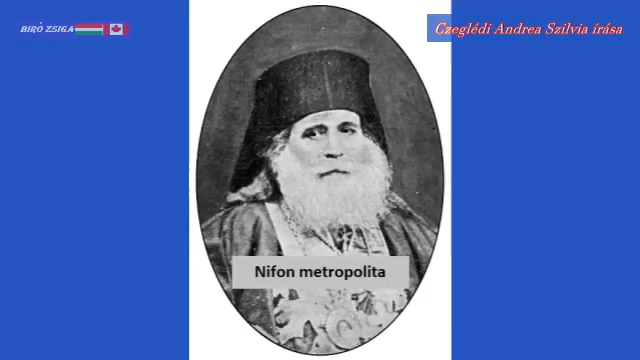 BIRÓ ZSIGA
Czeglédi Andrea Szilvia írása
Nifon metropolita